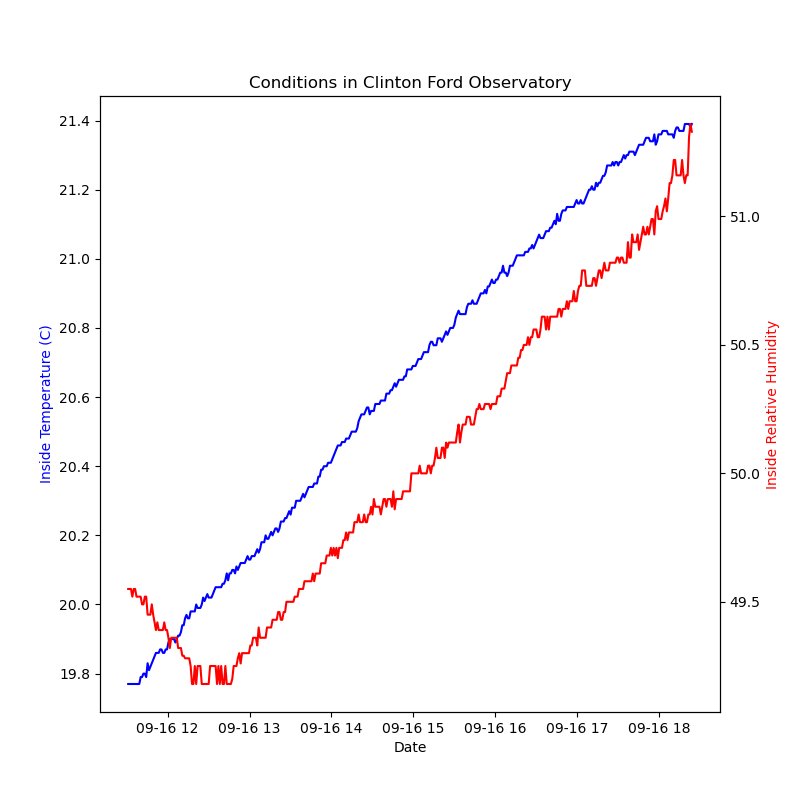 Conditions in Clinton Ford Observatory
21.4
21.2
21.0
20.8
20.6
20.4
20.2
20.0
19.8
Inside Temperature (C)
51.0
50.5
50.0
49.5
Inside Relative Humidity
09-16 12 09-16 13 09-16 14 09-16 15 09-16 16 09-16 17 09-16 18
Date